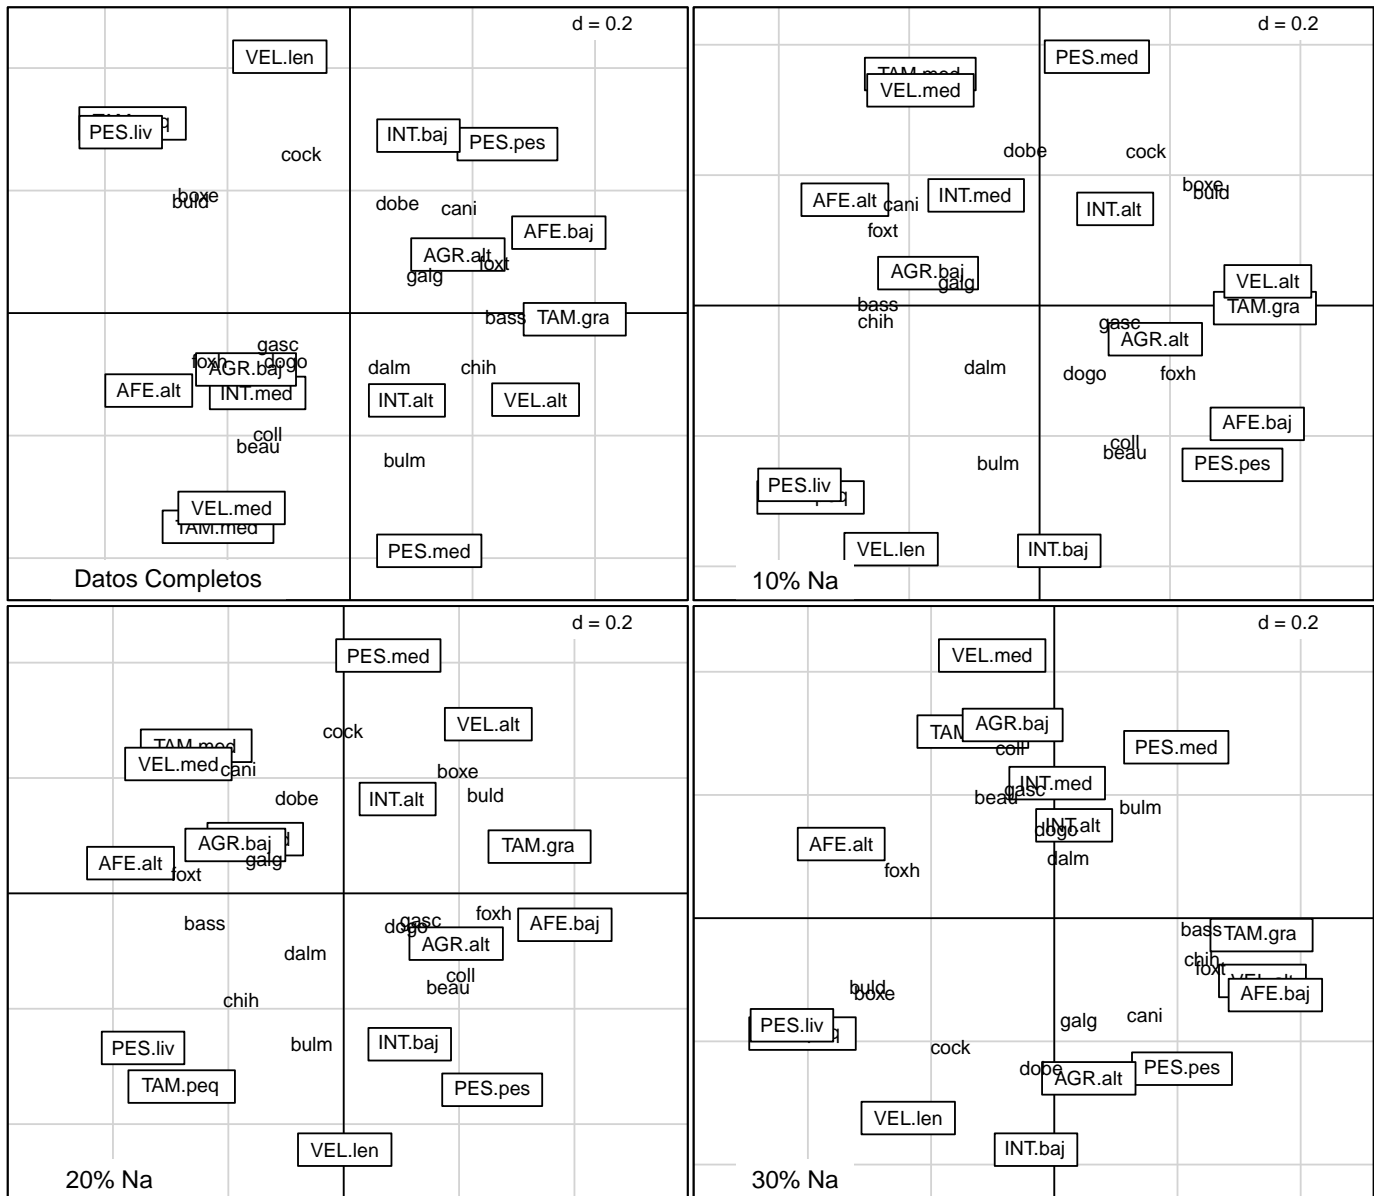 d = 0.2
VEL.len
PES.liv
INT.baj
PES.pes
cock
boxe
buld
dobe
cani
AFE.baj
AGR.alt
foxt
galg
bass
TAM.gra
gasc
foxh
dogo
AGR.baj
dalm
chih
AFE.alt
INT.med
INT.alt
VEL.alt
coll
beau
bulm
VEL.med
TAM.med
PES.med
Datos Completos
d = 0.2
PES.med
TAM.med
VEL.med
dobe
cock
boxe
buld
AFE.alt
cani
INT.med
INT.alt
foxt
AGR.baj
galg
VEL.alt
bass
TAM.gra
chih
gasc
AGR.alt
dalm
dogo
foxh
AFE.baj
coll
beau
bulm
PES.pes
PES.liv
VEL.len
INT.baj
10% Na
d = 0.2
PES.med
VEL.alt
cock
TAM.med
VEL.med
cani
boxe
dobe
INT.alt
buld
AGR.baj
TAM.gra
galg
AFE.alt
foxt
bass
gasc
foxh
dogo
AFE.baj
AGR.alt
dalm
coll
beau
chih
bulm
INT.baj
PES.liv
TAM.peq
PES.pes
VEL.len
20% Na
d = 0.2
VEL.med
AGR.baj
coll
PES.med
INT.med
gasc
beau
bulm
INT.alt
dogo
AFE.alt
dalm
foxh
bass
TAM.gra
chih
foxt
VEL.alt
AFE.baj
buld
boxe
cani
galg
PES.liv
cock
dobe
AGR.alt
PES.pes
VEL.len
INT.baj
30% Na